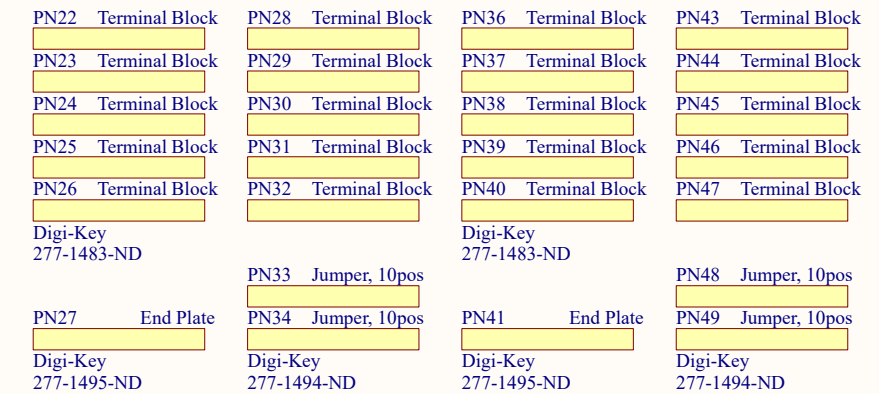 PN22 Terminal Block PN28 Terminal Block PN36 Terminal Block PN43 Terminal Block
PN23 Terminal Block PN29 Terminal Block PN37 Terminal Block PN44 Terminal Block
PN24 Terminal Block PN30 Terminal Block PN38 Terminal Block PN45 Terminal Block
PN25 Terminal Block PN31 Terminal Block PN39 Terminal Block PN46 Terminal Block
PN26 Terminal Block PN32 Terminal Block PN40 Terminal Block PN47 Terminal Block
Digi-Key Digi-Key
277-1483-ND 277-1483-ND
PN33 Jumper, 10pos PN48 Jumper, 10pos
PN27 End Plate PN34 Jumper, 10pos PN41 End Plate PN49 Jumper, 10pos
Digi-Key Digi-Key Digi-Key Digi-Key
277-1495-ND 277-1494-ND 277-1495-ND 277-1494-ND